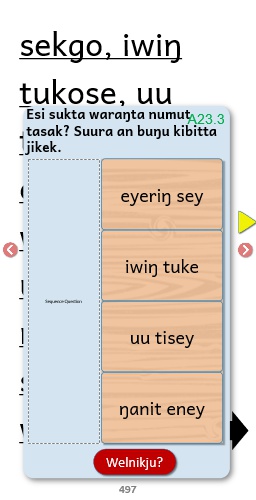 sekgo, iwiŋ
tukose, uu
Esi sukta waraŋta numut
A23.3
tasak? Suura an buŋu kibitta
jikek.
eyeriŋ sey
iwiŋ tuke
Sequence Question
uu tisey
ŋanit eney
Welnikju?
497